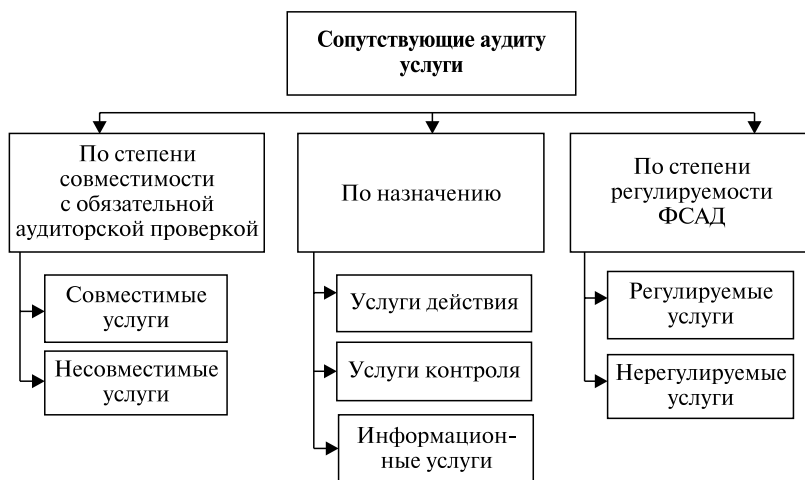 Сопутствующие аудиту
услуги
По степени
совместимости
с обязательной
аудиторской проверкой
По назначению
По степени
регулируемости
ФСАД
Совместимые
услуги
Несовместимые
услуги
Услуги действия
Услуги контроля
Информацион-
ные услуги
Регулируемые
услуги
Нерегулируемые
услуги